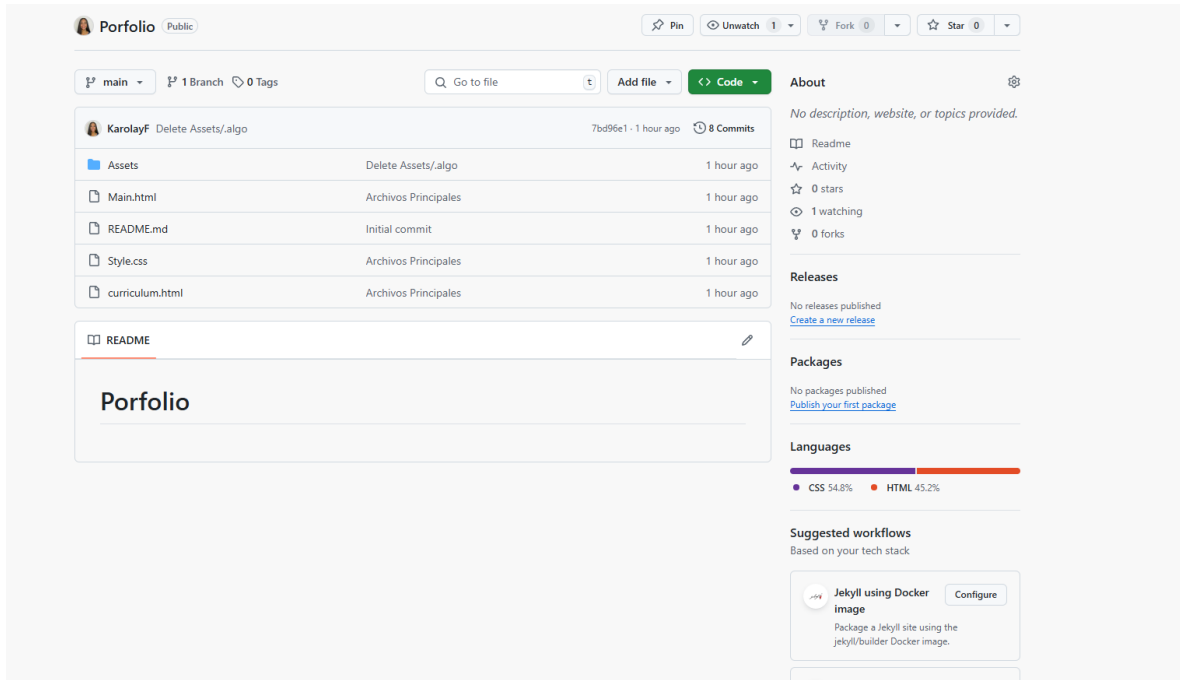 Porfolio Public
Pin
Unwatch 1
Fork 0
Star 0
main
1 Branch
0 Tags
Go to file t
Add file
<> Code
KarolayF Delete Assets/.algo
7bd96e1 · 1 hour ago
8 Commits
Assets Delete Assets/.algo 1 hour ago
Main.html Archivos Principales 1 hour ago
README.md Initial commit 1 hour ago
Style.css Archivos Principales 1 hour ago
curriculum.html Archivos Principales 1 hour ago
README
Porfolio
About
No description, website, or topics provided.
Readme
Activity
0 stars
1 watching
0 forks
Releases
No releases published
Create a new release
Packages
No packages published
Publish your first package
Languages
CSS 54.8% HTML 45.2%
Suggested workflows
Based on your tech stack
Jekyll using Docker
image
Configure
Package a Jekyll site using the
jekyll/builder Docker image.